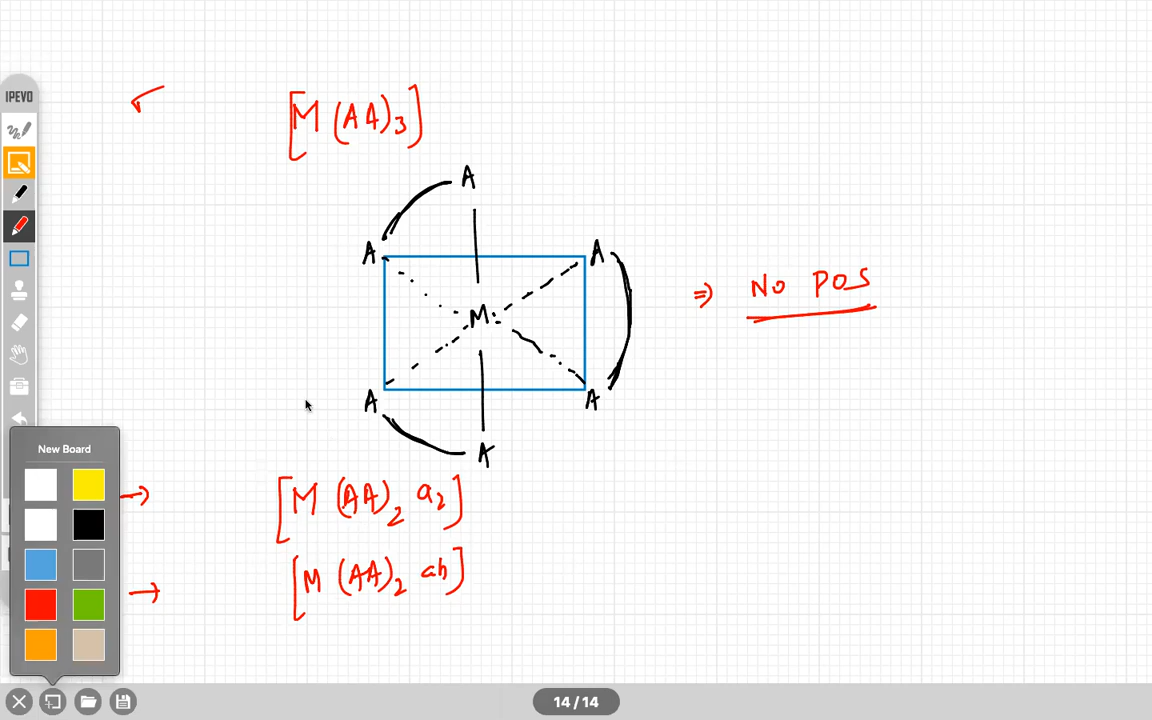 IPEVO
[M (AA)3]
A
A
A
⇒ NO POS
M
A
A
A
New Board
→ [M (AA)2 a2]
→ [M (AA)2 ab]
14 / 14